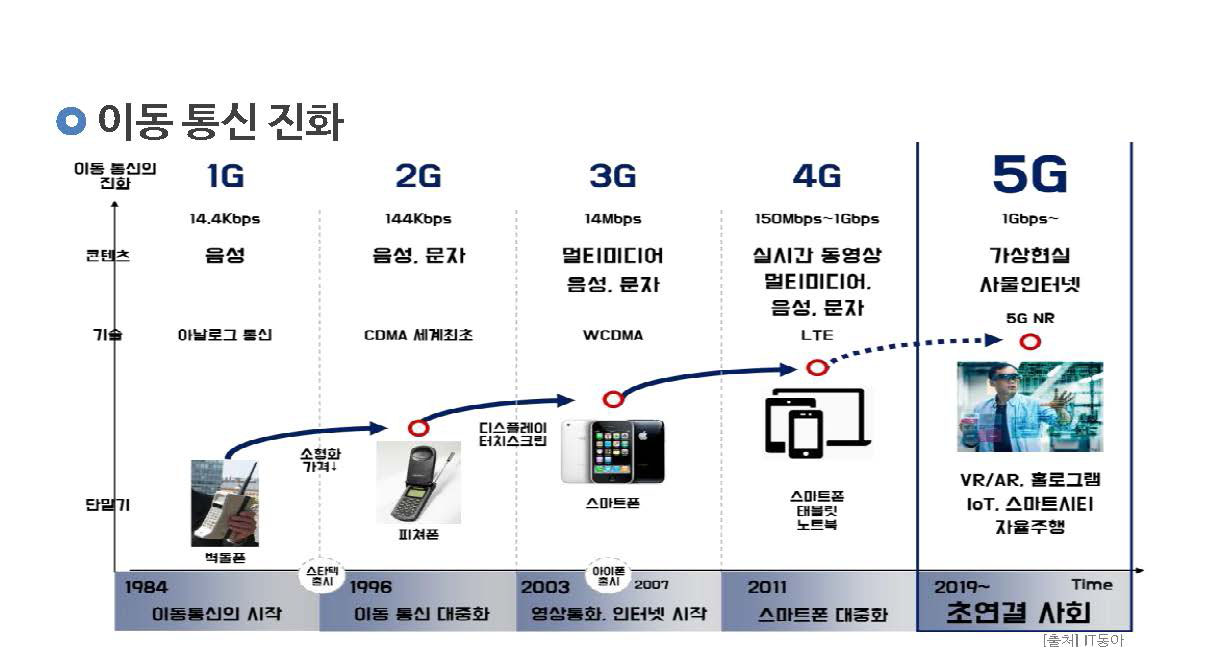 이동 통신 진화
이동 통신의
진화
1G
2G
3G
4G
5G
14.4Kbps
144Kbps
14Mbps
150Mbps~1Gbps
1Gbps~
콘텐츠
음성
음성, 문자
멀티미디어
음성, 문자
실시간 동영상
멀티미디어,
음성, 문자
가상현실
사물인터넷
기술
아날로그 통신
CDMA 세계최초
WCDMA
LTE
5G NR
소형화
가격↓
디스플레이
터치스크린
단말기
벽돌폰
피쳐폰
스마트폰
스마트폰
태블릿
노트북
VR/AR, 홀로그램
IoT, 스마트시티
자율주행
스타택
출시
아이폰
출시
1984
1996
2003
2007
2011
2019~
Time
이동통신의 시작
이동 통신 대중화
영상통화, 인터넷 시작
스마트폰 대중화
초연결 사회
[출처] IT동아